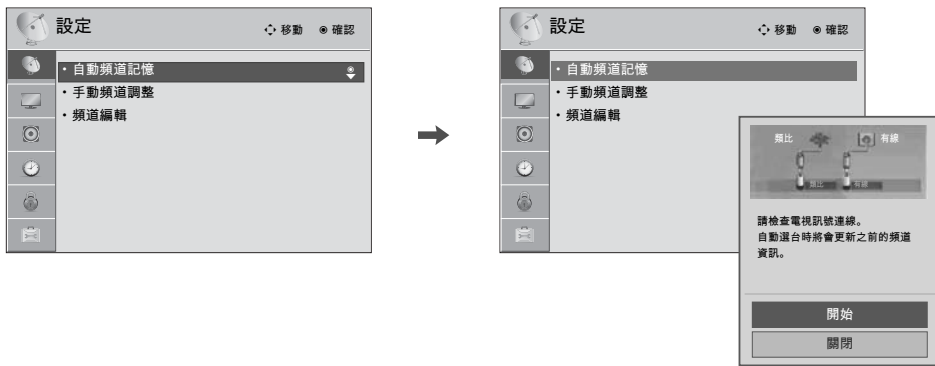 設定
移動 確認
・自動頻道記憶
・手動頻道調整
・頻道編輯
設定
移動 確認
・自動頻道記憶
・手動頻道調整
・頻道編輯
類比 有線
類比 有線
請檢查電視訊號連線。
自動選台時將會更新之前的頻道
資訊。
開始
關閉